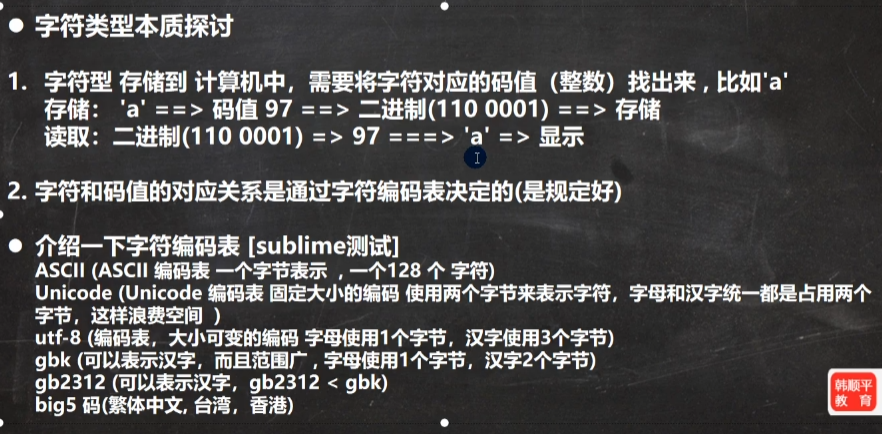 ● 字符类型本质探讨
1. 字符型 存储到 计算机中，需要将字符对应的码值（整数）找出来，比如'a'
存储： 'a' ==> 码值 97 ==> 二进制(110 0001) ==> 存储
读取：二进制(110 0001) => 97 ===> 'a' => 显示
2. 字符和码值的对应关系是通过字符编码表决定的(是规定好)
● 介绍一下字符编码表 [sublime测试]
ASCII (ASCII 编码表 一个字节表示 ，一个128 个 字符)
Unicode (Unicode 编码表 固定大小的编码 使用两个字节来表示字符，字母和汉字统一都是占用两个
字节，这样浪费空间 )
utf-8 (编码表，大小可变的编码 字母使用1个字节，汉字使用3个字节)
gbk (可以表示汉字，而且范围广，字母使用1个字节，汉字2个字节)
gb2312 (可以表示汉字，gb2312 < gbk)
big5 码(繁体中文, 台湾，香港)
韩顺平
教 育